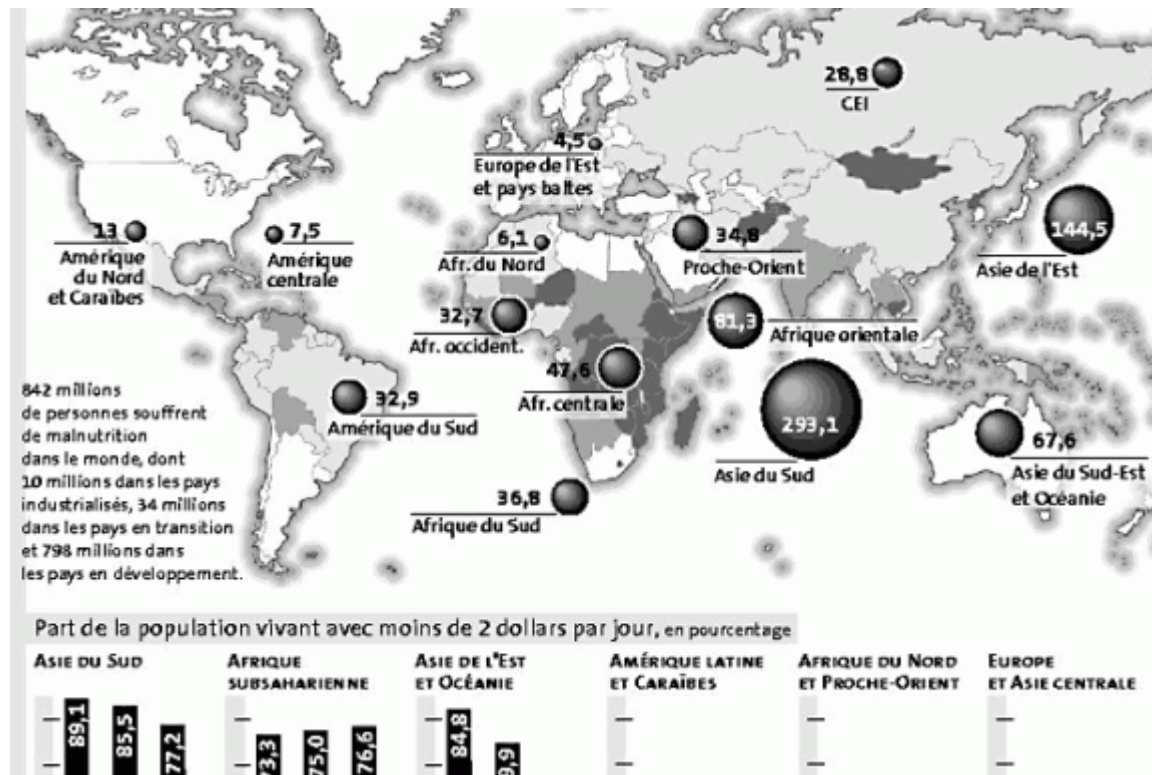 28,8
CEI
4,5
Europe de l'Est
et pays baltes
13
Amérique
du Nord
et Caraïbes
7,5
Amérique
centrale
6,1
Afr. du Nord
34,8
Proche-Orient
144,5
Asie de l'Est
32,7
Afr. occident.
81,3
Afrique orientale
47,6
Afr. centrale
32,9
Amérique du Sud
293,1
Asie du Sud
67,6
Asie du Sud-Est
et Océanie
36,8
Afrique du Sud
842 millions
de personnes souffrent
de malnutrition
dans le monde, dont
10 millions dans les pays
industrialisés, 34 millions
dans les pays en transition
et 798 millions dans
les pays en développement.
Part de la population vivant avec moins de 2 dollars par jour, en pourcentage
ASIE DU SUD
89,1
85,5
77,2
AFRIQUE
SUBSAHARIENNE
73,3
75,0
76,6
ASIE DE L'EST
ET OCÉANIE
84,8
AMÉRIQUE LATINE
ET CARAÏBES
AFRIQUE DU NORD
ET PROCHE-ORIENT
EUROPE
ET ASIE CENTRALE